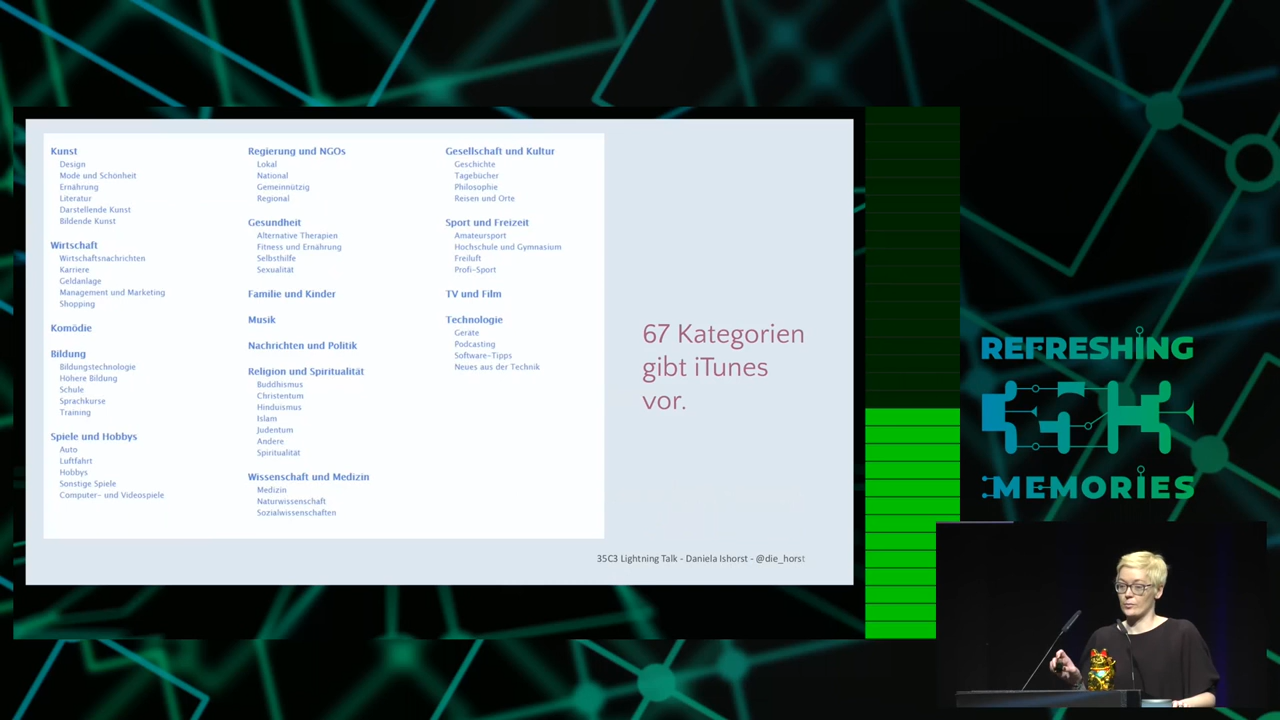 Kunst
Design
Mode und Schönheit
Ernährung
Literatur
Darstellende Kunst
Bildende Kunst
Wirtschaft
Wirtschaftsnachrichten
Karriere
Geldanlage
Management und Marketing
Shopping
Komödie
Bildung
Bildungstechnologie
Höhere Bildung
Schule
Sprachkurse
Training
Spiele und Hobbys
Auto
Luftfahrt
Hobbys
Sonstige Spiele
Computer- und Videospiele
Regierung und NGOs
Lokal
National
Gemeinnützig
Regional
Gesundheit
Alternative Therapien
Fitness und Ernährung
Selbsthilfe
Sexualität
Familie und Kinder
Musik
Nachrichten und Politik
Religion und Spiritualität
Buddhismus
Christentum
Hinduismus
Islam
Judentum
Andere
Spiritualität
Wissenschaft und Medizin
Medizin
Naturwissenschaft
Sozialwissenschaften
Gesellschaft und Kultur
Geschichte
Tagebücher
Philosophie
Reisen und Orte
Sport und Freizeit
Amateursport
Hochschule und Gymnasium
Freiluft
Profi-Sport
TV und Film
Technologie
Geräte
Podcasting
Software-Tipps
Neues aus der Technik
67 Kategorien
gibt iTunes
vor.
35C3 Lightning Talk - Daniela Ishorst - @die_horst
REFRESHING
MEMORIES